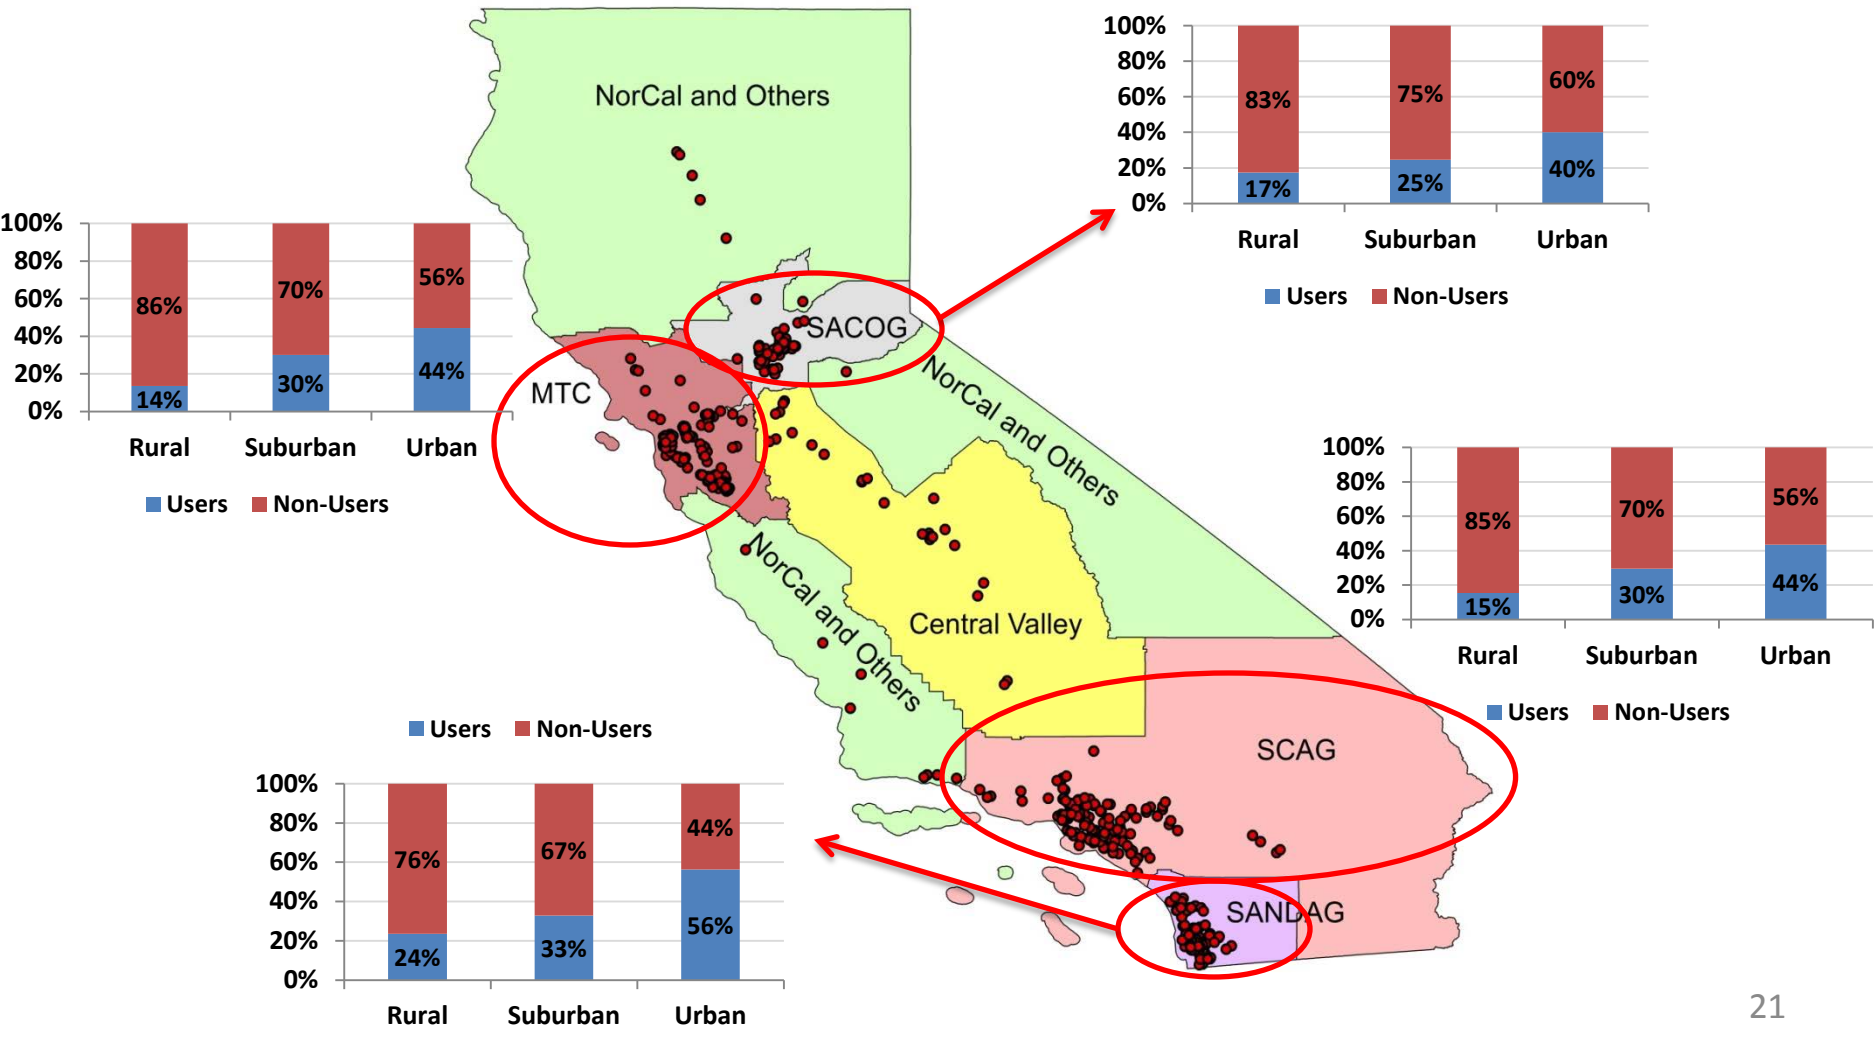 NorCal and Others
SACOG
MTC
NorCal and Others
NorCal and Others
Central Valley
SCAG
SANDAG
100%
80%
60%
40%
20%
0%
83%
75%
60%
17%
25%
40%
Rural
Suburban
Urban
Users
Non-Users
100%
80%
60%
40%
20%
0%
86%
70%
56%
14%
30%
44%
Rural
Suburban
Urban
Users
Non-Users
100%
80%
60%
40%
20%
0%
85%
70%
56%
15%
30%
44%
Rural
Suburban
Urban
Users
Non-Users
Users
Non-Users
100%
80%
60%
40%
20%
0%
76%
67%
44%
24%
33%
56%
Rural
Suburban
Urban
21